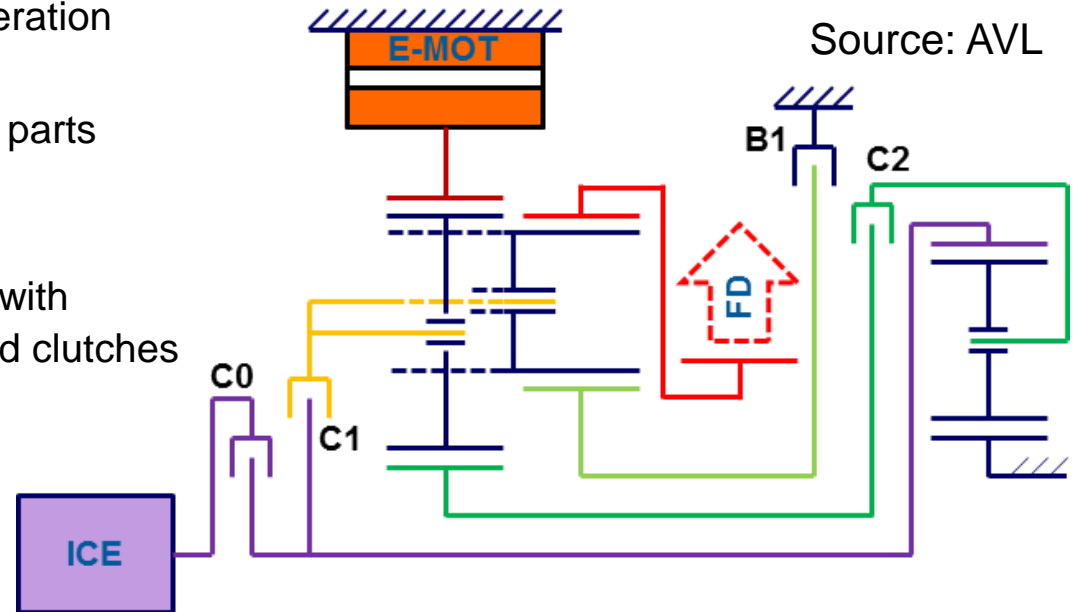 eration
parts
with
d clutches
Source: AVL
E-MOT
B1
C2
FD
C0
C1
ICE